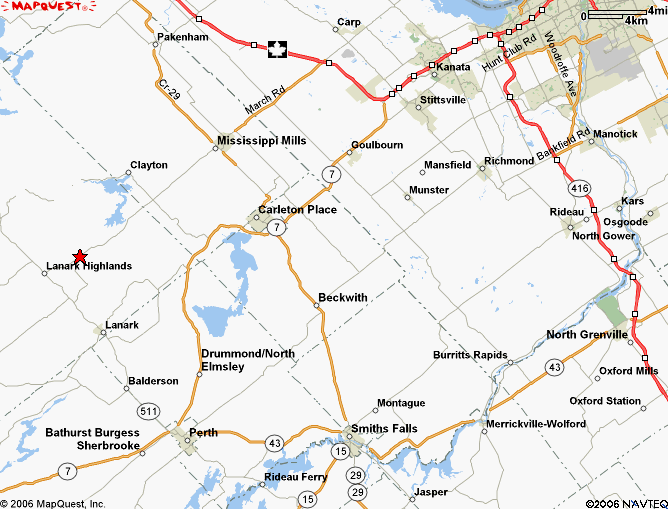 MAPQUEST
Carp
0
4mi
4km
Pakenham
Hunt Club Rd
Kanata
Woodroffe Ave
Cr-29
March Rd
Stittsville
Mississippi Mills
Goulbourn
Bankfield Rd
Manotick
Clayton
7
Mansfield
Richmond
Munster
416
Kars
Carleton Place
Rideau
Osgoode
7
North Gower
Lanark Highlands
Beckwith
Lanark
North Grenville
Drummond/North
Elmsley
Burritts Rapids
43
Oxford Mills
Balderson
Montague
Oxford Station
511
Perth
43
Smiths Falls
Merrickville-Wolford
Bathurst Burgess
Sherbrooke
15
7
Rideau Ferry
15
29
29
Jasper
© 2006 MapQuest, Inc.
©2006 NAVTEQ